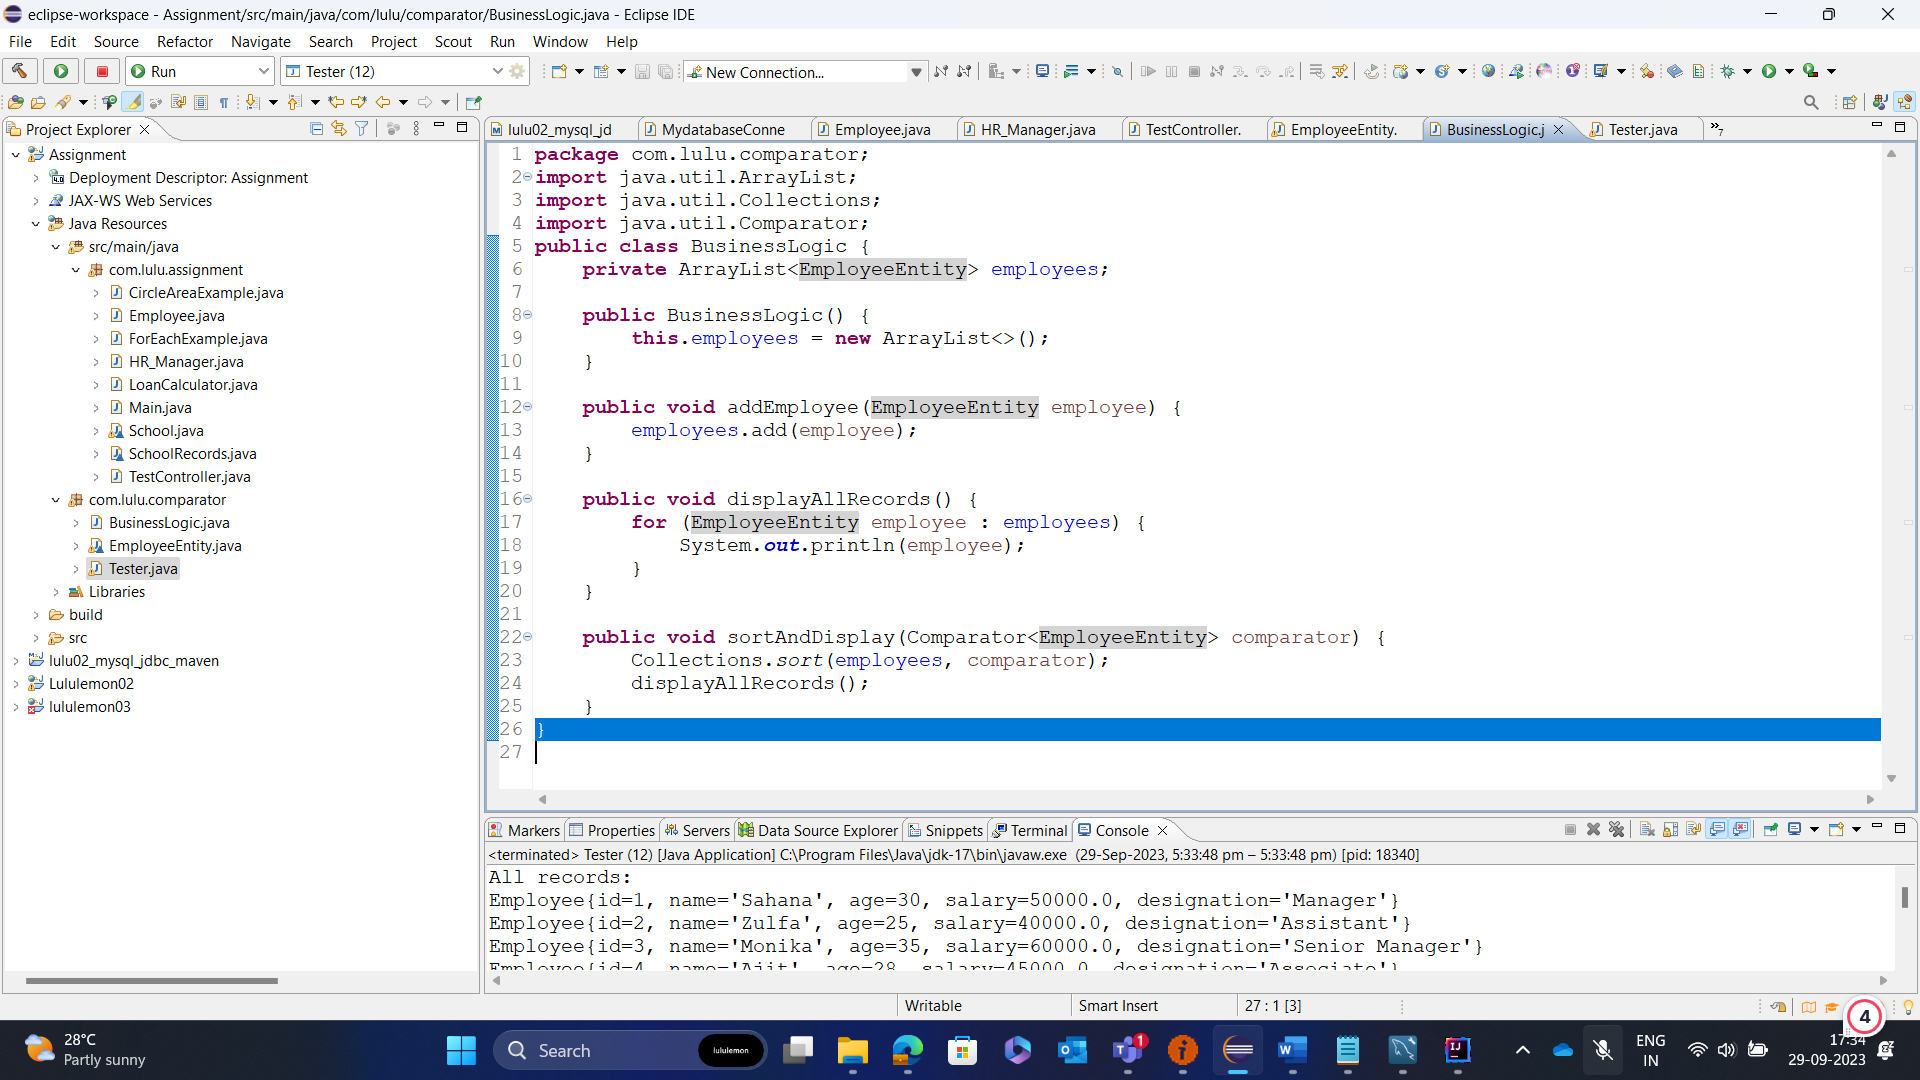 eclipse-workspace - Assignment/src/main/java/com/lulu/comparator/BusinessLogic.java - Eclipse IDE
File Edit Source Refactor Navigate Search Project Scout Run Window Help
Run
Tester (12)
New Connection...
Project Explorer
Assignment
Deployment Descriptor: Assignment
JAX-WS Web Services
Java Resources
src/main/java
com.lulu.assignment
CircleAreaExample.java
Employee.java
ForEachExample.java
HR_Manager.java
LoanCalculator.java
Main.java
School.java
SchoolRecords.java
TestController.java
com.lulu.comparator
BusinessLogic.java
EmployeeEntity.java
Tester.java
Libraries
build
src
lulu02_mysql_jdbc_maven
Lululemon02
lululemon03
lulu02_mysql_jd MydatabaseConne Employee.java HR_Manager.java TestController. EmployeeEntity. BusinessLogic.j Tester.java »7
1 package com.lulu.comparator;
2 import java.util.ArrayList;
3 import java.util.Collections;
4 import java.util.Comparator;
5 public class BusinessLogic {
6     private ArrayList<EmployeeEntity> employees;
7
8     public BusinessLogic() {
9         this.employees = new ArrayList<>();
10     }
11
12     public void addEmployee(EmployeeEntity employee) {
13         employees.add(employee);
14     }
15
16     public void displayAllRecords() {
17         for (EmployeeEntity employee : employees) {
18             System.out.println(employee);
19         }
20     }
21
22     public void sortAndDisplay(Comparator<EmployeeEntity> comparator) {
23         Collections.sort(employees, comparator);
24         displayAllRecords();
25     }
26 }
27
Markers Properties Servers Data Source Explorer Snippets Terminal Console
<terminated> Tester (12) [Java Application] C:\Program Files\Java\jdk-17\bin\javaw.exe (29-Sep-2023, 5:33:48 pm – 5:33:48 pm) [pid: 18340]
All records:
Employee{id=1, name='Sahana', age=30, salary=50000.0, designation='Manager'}
Employee{id=2, name='Zulfa', age=25, salary=40000.0, designation='Assistant'}
Employee{id=3, name='Monika', age=35, salary=60000.0, designation='Senior Manager'}
Employee{id=4, name='Ajit', age=28, salary=45000.0, designation='Associate'}
Writable Smart Insert 27 : 1 [3]
4
28°C
Partly sunny
Search
lululemon
1
ENG
IN
17:34
29-09-2023